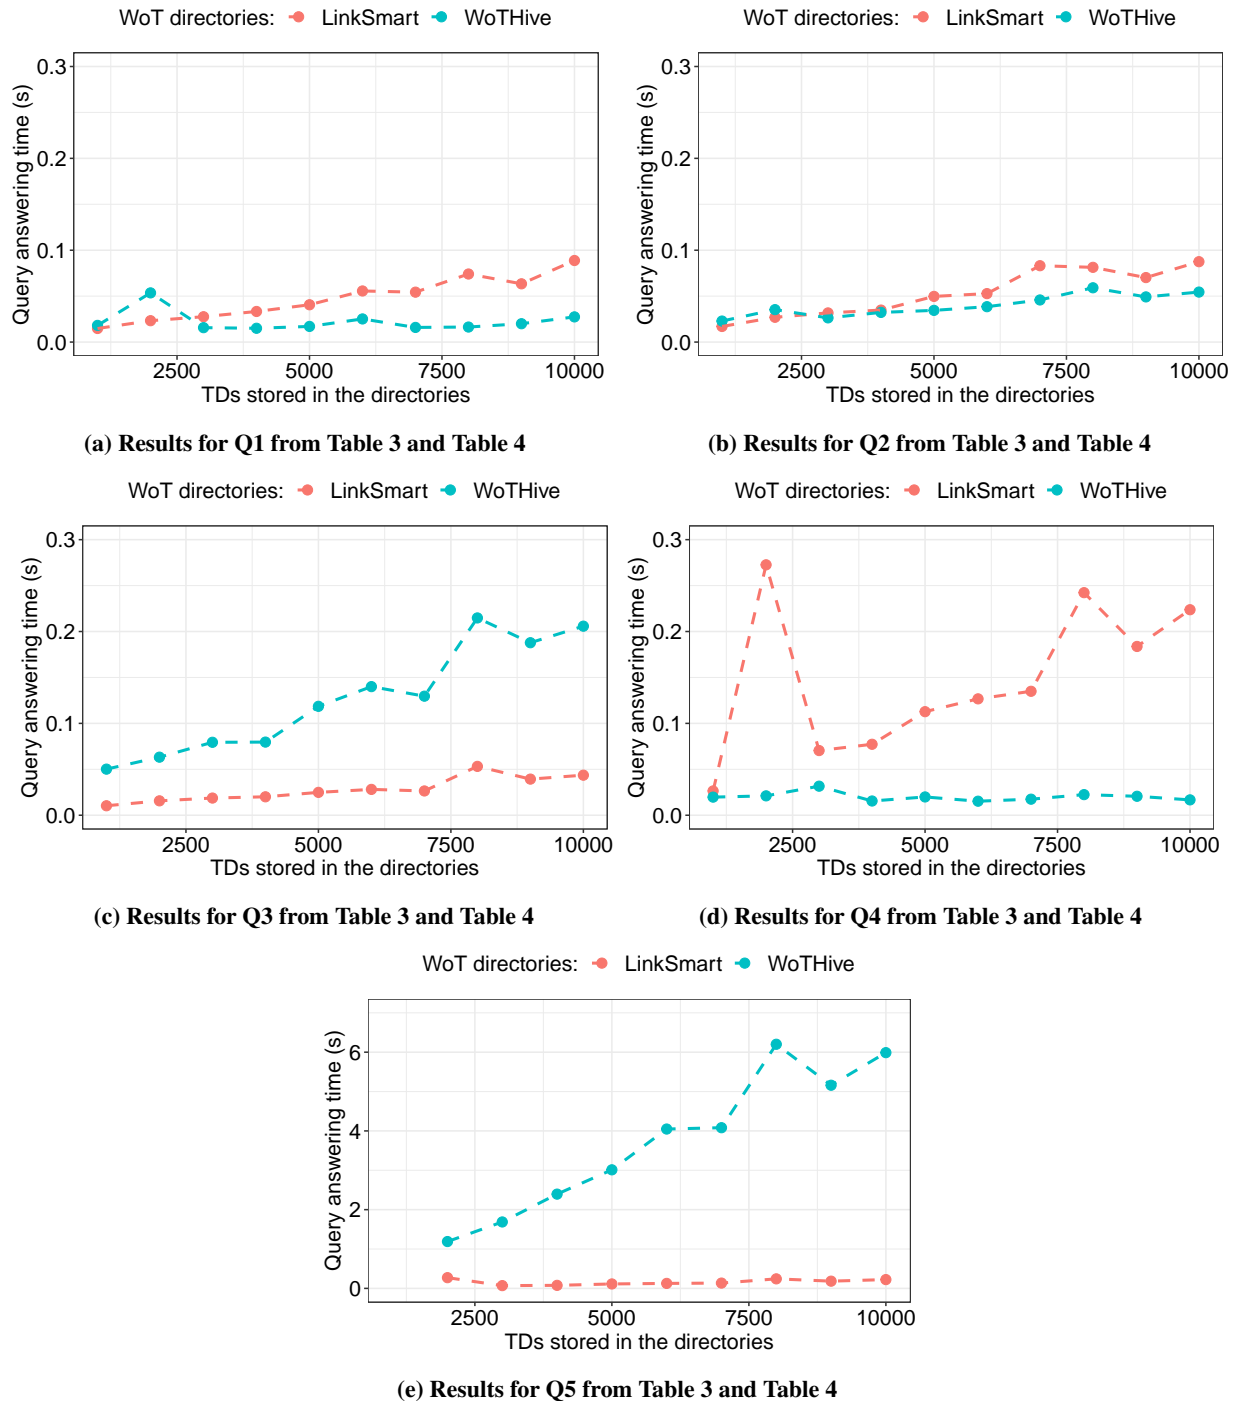 WoT directories: LinkSmart WoTHive
WoT directories: LinkSmart WoTHive
Query answering time (s)
0.3
0.2
0.1
0.0
2500 5000 7500 10000
TDs stored in the directories
(a) Results for Q1 from Table 3 and Table 4
Query answering time (s)
0.3
0.2
0.1
0.0
2500 5000 7500 10000
TDs stored in the directories
(b) Results for Q2 from Table 3 and Table 4
WoT directories: LinkSmart WoTHive
Query answering time (s)
0.3
0.2
0.1
0.0
2500 5000 7500 10000
TDs stored in the directories
(c) Results for Q3 from Table 3 and Table 4
WoT directories: LinkSmart WoTHive
Query answering time (s)
0.3
0.2
0.1
0.0
2500 5000 7500 10000
TDs stored in the directories
(d) Results for Q4 from Table 3 and Table 4
WoT directories: LinkSmart WoTHive
Query answering time (s)
6
4
2
0
2500 5000 7500 10000
TDs stored in the directories
(e) Results for Q5 from Table 3 and Table 4